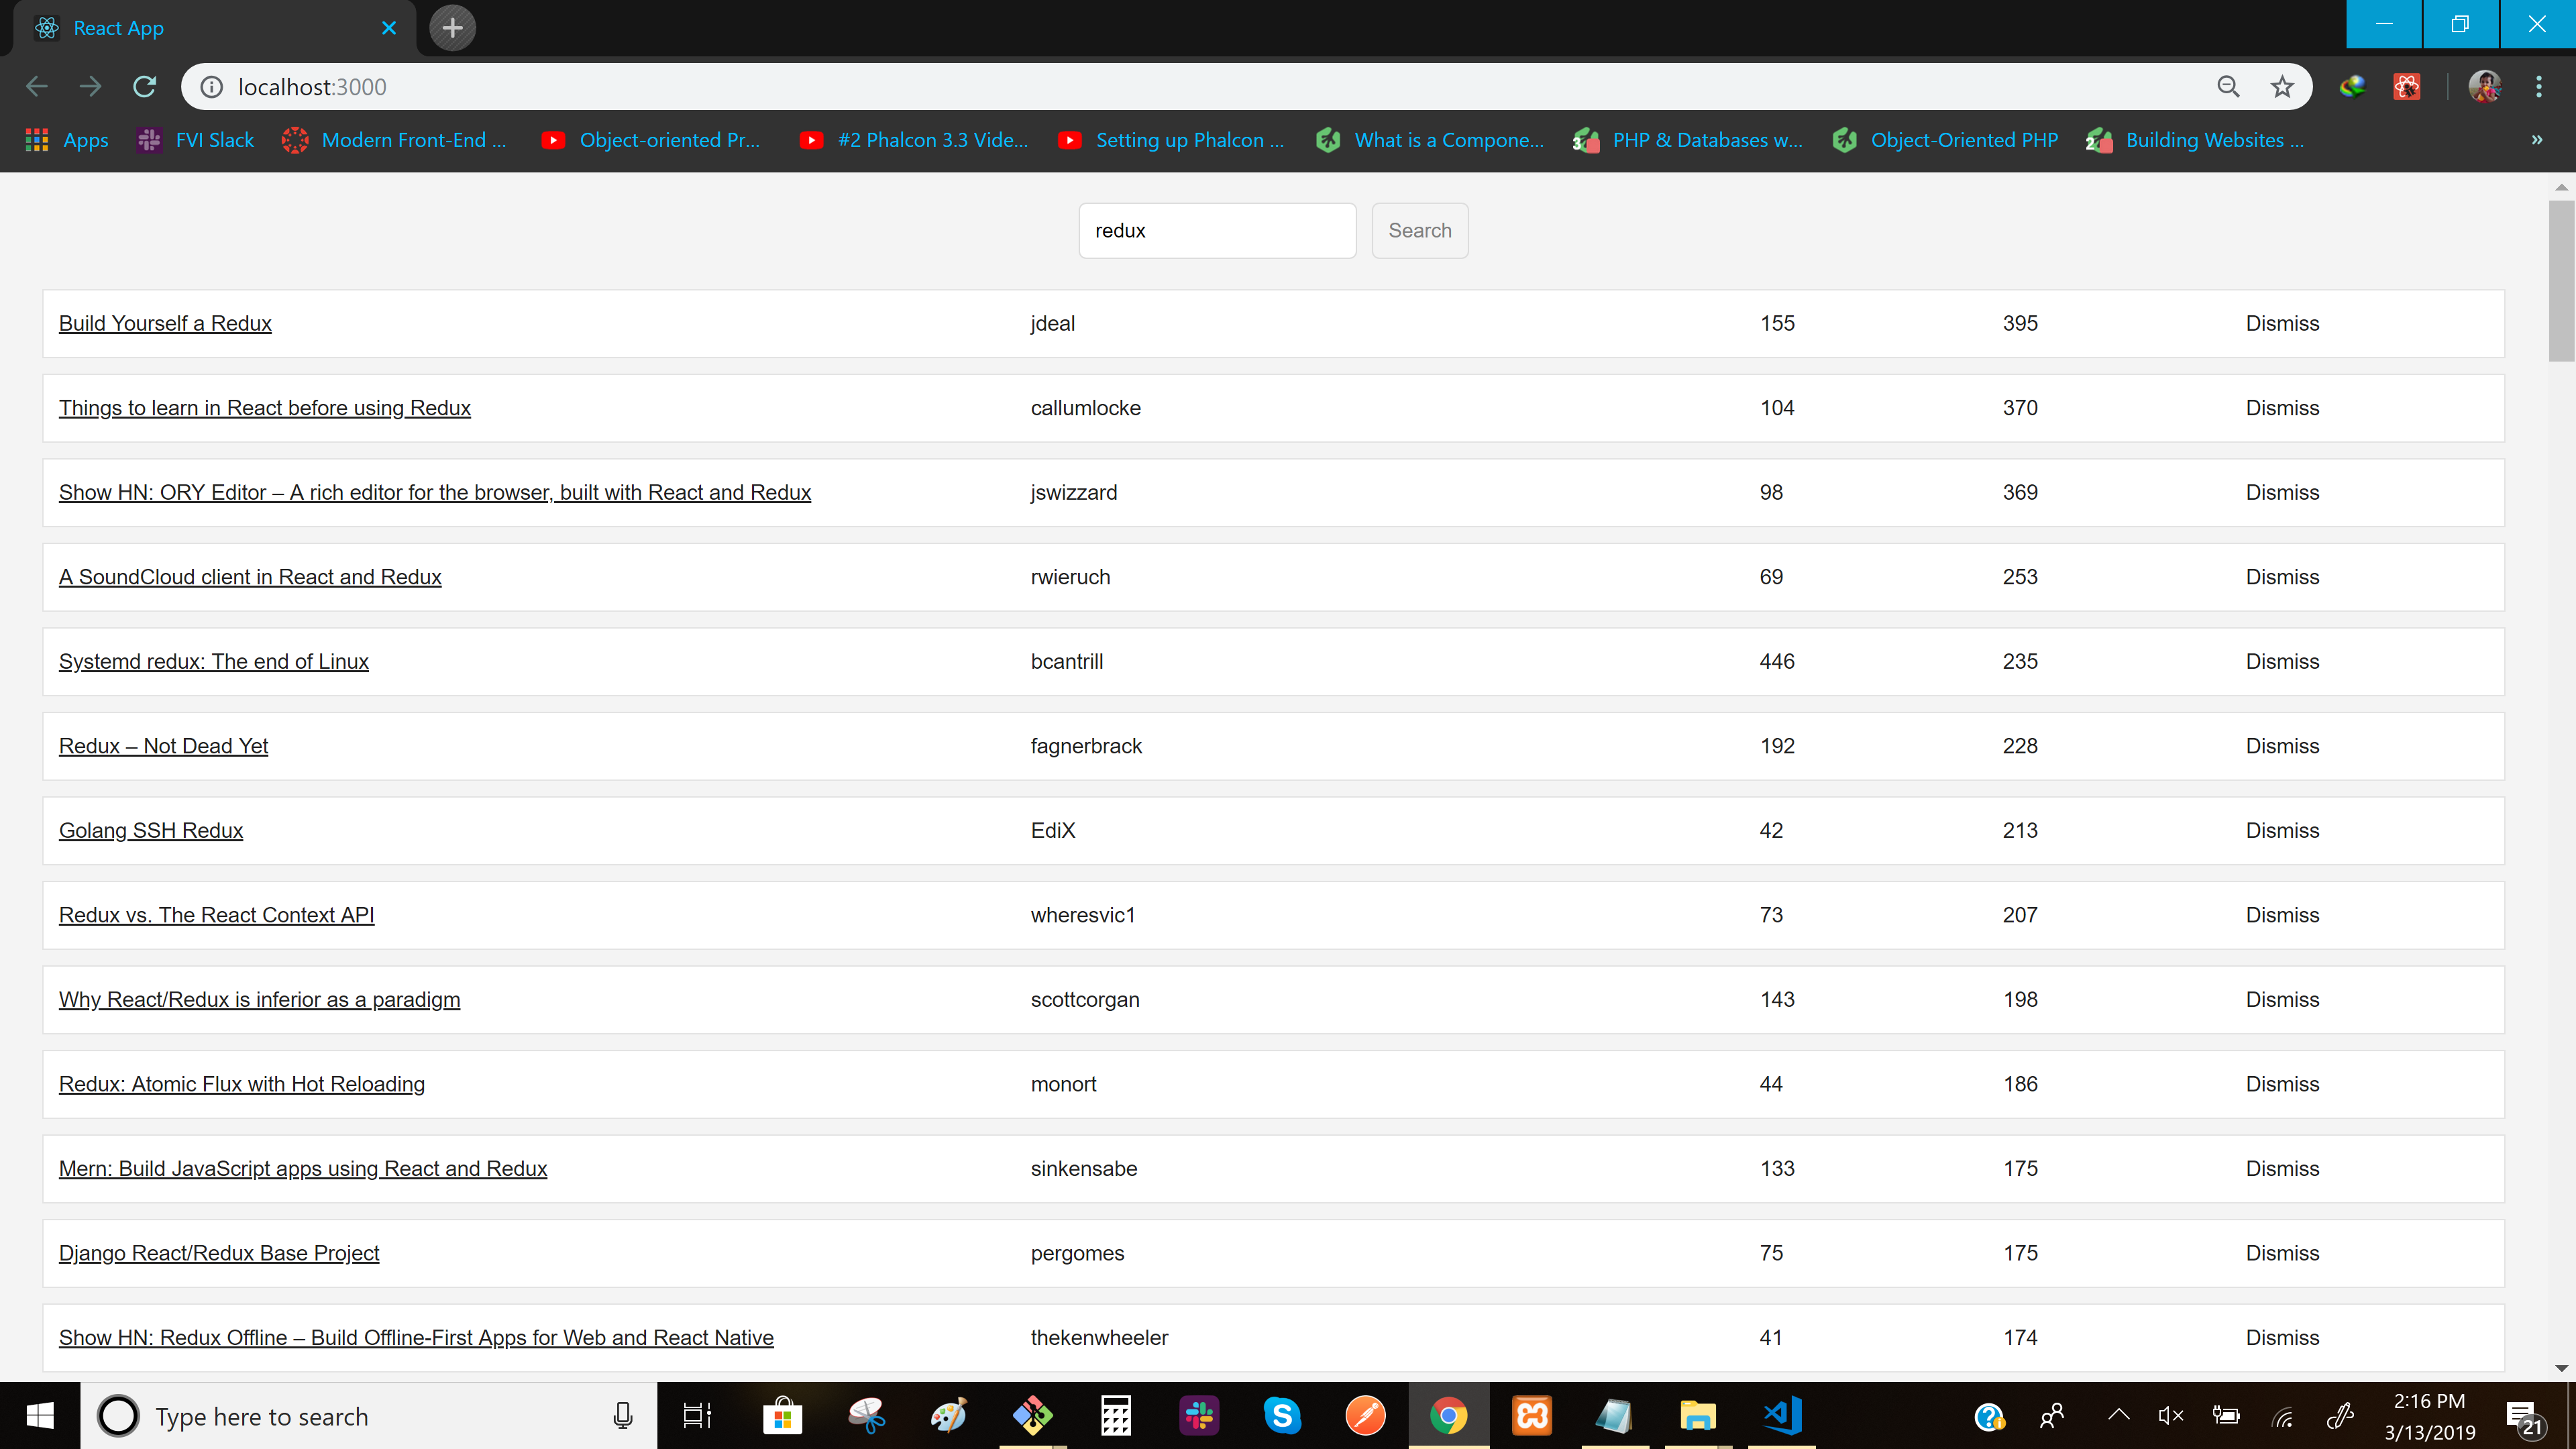 React App
localhost:3000
Apps FVI Slack Modern Front-End ... Object-oriented Pr... #2 Phalcon 3.3 Vide... Setting up Phalcon ... What is a Compone... PHP & Databases w... Object-Oriented PHP Building Websites ... »
redux Search
Build Yourself a Redux jdeal 155 395 Dismiss
Things to learn in React before using Redux callumlocke 104 370 Dismiss
Show HN: ORY Editor – A rich editor for the browser, built with React and Redux jswizzard 98 369 Dismiss
A SoundCloud client in React and Redux rwieruch 69 253 Dismiss
Systemd redux: The end of Linux bcantrill 446 235 Dismiss
Redux – Not Dead Yet fagnerbrack 192 228 Dismiss
Golang SSH Redux EdiX 42 213 Dismiss
Redux vs. The React Context API wheresvic1 73 207 Dismiss
Why React/Redux is inferior as a paradigm scottcorgan 143 198 Dismiss
Redux: Atomic Flux with Hot Reloading monort 44 186 Dismiss
Mern: Build JavaScript apps using React and Redux sinkensabe 133 175 Dismiss
Django React/Redux Base Project pergomes 75 175 Dismiss
Show HN: Redux Offline – Build Offline-First Apps for Web and React Native thekenwheeler 41 174 Dismiss
Type here to search
2:16 PM
3/13/2019
21